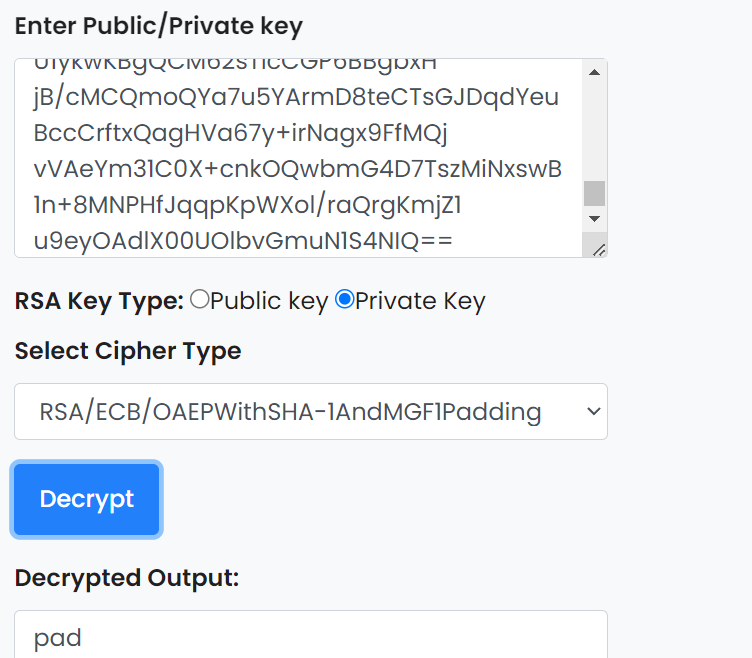 Enter Public/Private key
jB/cMCQmoQYa7u5YArmD8teCTsGJDqdYeu
BccCrftxQagHVa67y+irNagx9FfMQj
vVAeYm31C0X+cnkOQwbmG4D7TszMiNxswB
1n+8MNPHfJqqpKpWXol/raQrgKmjZ1
u9eyOAdlX00UOlbvGmuN1S4NIQ==
RSA Key Type: Public key Private Key
Select Cipher Type
RSA/ECB/OAEPWithSHA-1AndMGF1Padding
Decrypt
Decrypted Output:
pad